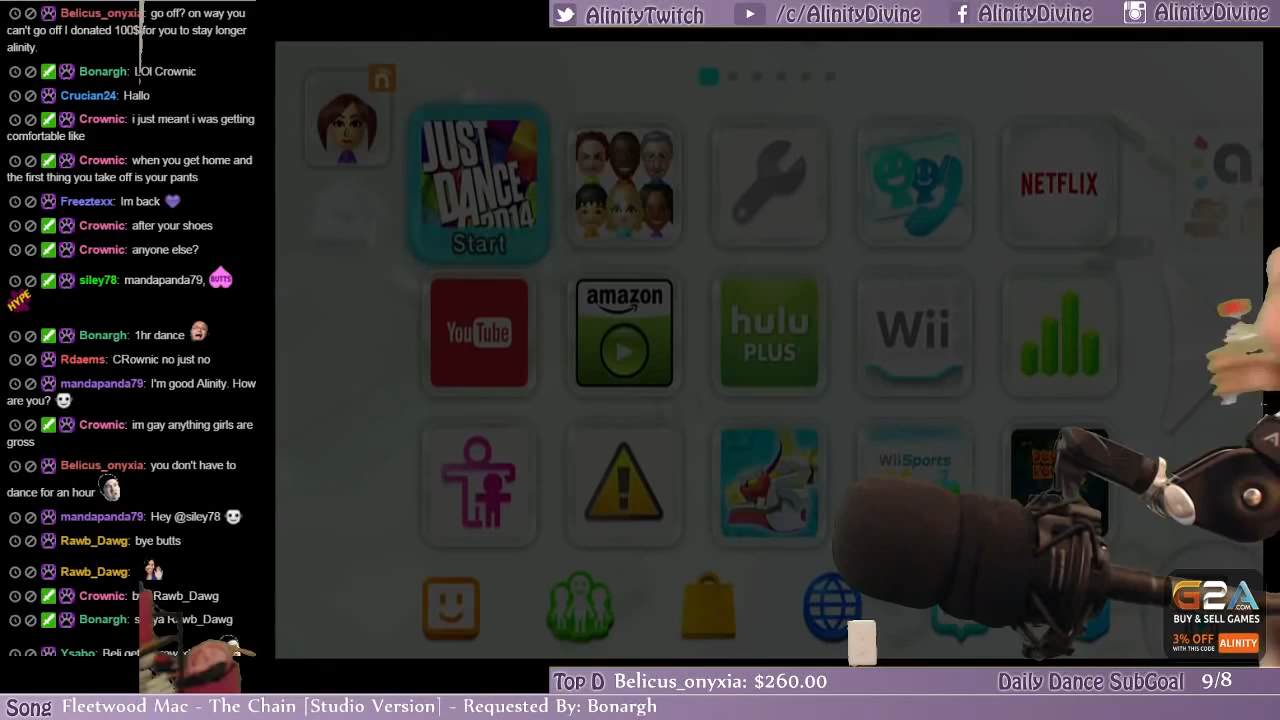 Belicus_onyxia: go off? on way you
can't go off I donated 100$ for you to stay longer
alinity.
Bonargh: LOl Crownic
Crucian24: Hallo
Crownic: i just meant i was getting
comfortable like
Crownic: when you get home and
the first thing you take off is your pants
Freeztexx: Im back
Crownic: after your shoes
Crownic: anyone else?
siley78: mandapanda79, BUTTS
HYPE
Bonargh: 1hr dance
Rdaems: CRownic no just no
mandapanda79: I'm good Alinity. How
are you?
Crownic: im gay anything girls are
gross
Belicus_onyxia: you don't have to
dance for an hour
mandapanda79: Hey @siley78
Rawb_Dawg: bye butts
Rawb_Dawg:
Crownic: Rawb_Dawg
Bonargh: Rawb_Dawg
Ysabo:
AlinityTwitch /c/AlinityDivine AlinityDivine AlinityDivine
JUST
DANCE
2014
Start
NETFLIX
a
YouTube
amazon
hulu
PLUS
Wii
Wii Sports
G2A
.COM
BUY & SELL GAMES
3% OFF
WITH THIS CODE
ALINITY
Top D Belicus_onyxia: $260.00
Daily Dance SubGoal 9/8
Song Fleetwood Mac - The Chain [Studio Version] - Requested By: Bonargh